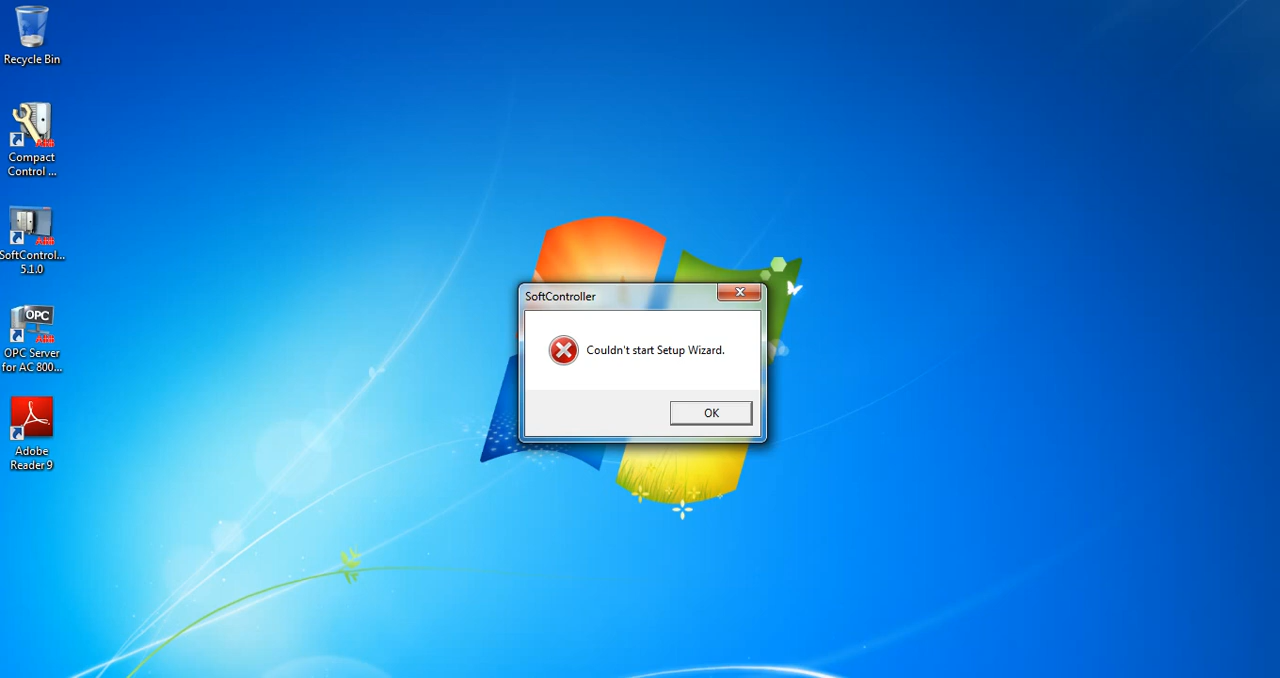 Recycle Bin
ABB
Compact
Control ...
ABB
SoftControl...
5.1.0
OPC
ABB
OPC Server
for AC 800...
Adobe
Reader 9
SoftController
Couldn't start Setup Wizard.
OK